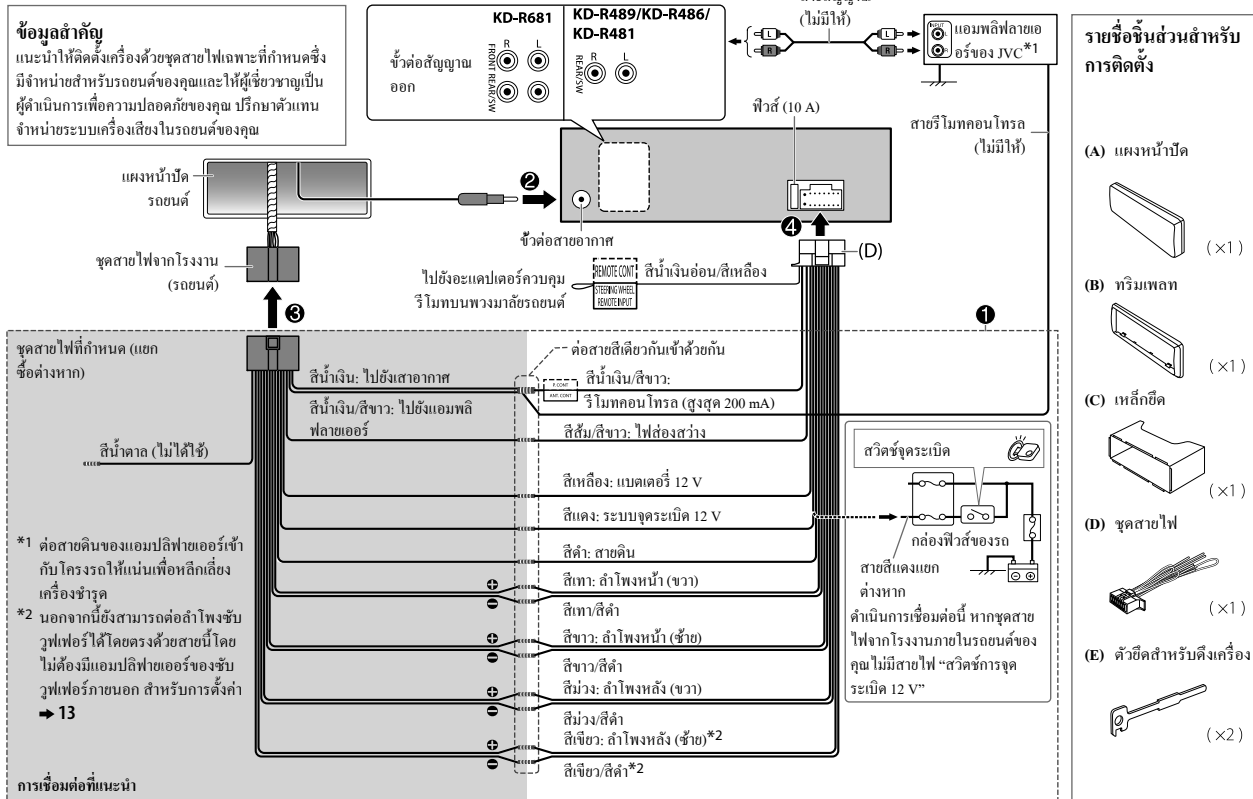 ข้อมูลสำคัญ
แนะนำให้ติดตั้งเครื่องด้วยชุดสายไฟเฉพาะที่กำหนดซึ่ง
มีจำหน่ายสำหรับรถยนต์ของคุณและให้ผู้เชี่ยวชาญเป็น
ผู้ดำเนินการเพื่อความปลอดภัยของคุณ ปรึกษาตัวแทน
จำหน่ายระบบเครื่องเสียงในรถยนต์ของคุณ
ขั้วต่อสัญญาณ
ออก
KD-R681
R L
FRONT REAR/SW
KD-R489/KD-R486/
KD-R481
R L
REAR/SW
(ไม่มีให้)
L
R
L
R
INPUT
L
R
แอมพลิฟลายเอ
อร์ของ JVC*1
ฟิวส์ (10 A)
สายรีโมทคอนโทรล
(ไม่มีให้)
แผงหน้าปัด
รถยนต์
2
ขั้วต่อสายอากาศ
4
(D)
ชุดสายไฟจากโรงงาน
(รถยนต์)
3
ไปยังอะแดปเตอร์ควบคุม
รีโมทบนพวงมาลัยรถยนต์
REMOTE CONT
STEERING WHEEL
REMOTE INPUT
สีน้ำเงินอ่อน/สีเหลือง
1
ชุดสายไฟที่กำหนด (แยก
ซื้อต่างหาก)
ต่อสายสีเดียวกันเข้าด้วยกัน
สีน้ำเงิน: ไปยังเสาอากาศ
P. CONT
ANT. CONT
สีน้ำเงิน/สีขาว:
รีโมทคอนโทรล (สูงสุด 200 mA)
สีน้ำเงิน/สีขาว: ไปยังแอมพลิ
ฟลายเออร์
สีส้ม/สีขาว: ไฟส่องสว่าง
สีน้ำตาล (ไม่ได้ใช้)
สีเหลือง: แบตเตอรี่ 12 V
สีแดง: ระบบจุดระเบิด 12 V
สีดำ: สายดิน
สีเทา: ลำโพงหน้า (ขวา)
สีเทา/สีดำ
สีขาว: ลำโพงหน้า (ซ้าย)
สีขาว/สีดำ
สีม่วง: ลำโพงหลัง (ขวา)
สีม่วง/สีดำ
สีเขียว: ลำโพงหลัง (ซ้าย)*2
สีเขียว/สีดำ*2
*1 ต่อสายดินของแอมปลิฟายเออร์เข้า
กับโครงรถให้แน่นเพื่อหลีกเลี่ยง
เครื่องชำรุด
*2 นอกจากนี้ยังสามารถต่อลำโพงซับ
วูฟเฟอร์ได้โดยตรงด้วยสายนี้โดย
ไม่ต้องมีแอมปลิฟายเออร์ของซับ
วูฟเฟอร์ภายนอก สำหรับการตั้งค่า
➡ 13
การเชื่อมต่อที่แนะนำ
สวิตช์จุดระเบิด
กล่องฟิวส์ของรถ
สายสีแดงแยก
ต่างหาก
ดำเนินการเชื่อมต่อนี้ หากชุดสาย
ไฟจากโรงงานภายในรถยนต์ของ
คุณไม่มีสายไฟ “สวิตช์การจุด
ระเบิด 12 V”
รายชื่อชิ้นส่วนสำหรับ
การติดตั้ง
(A) แผงหน้าปัด
(×1)
(B) ทริมเพลท
(×1)
(C) เหล็กยึด
(×1)
(D) ชุดสายไฟ
(×1)
(E) ตัวยึดสำหรับดึงเครื่อง
(×2)